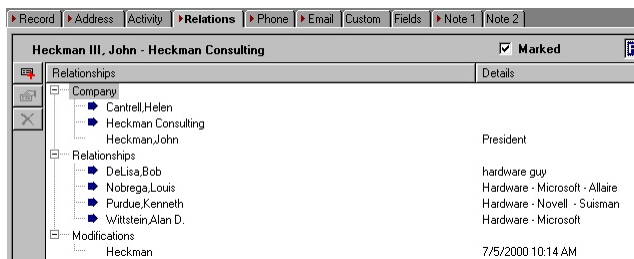 Record Address Activity Relations Phone Email Custom Fields Note 1 Note 2
Heckman III, John - Heckman Consulting Marked
Relationships Details
Company
Cantrell,Helen
Heckman Consulting
Heckman,John President
Relationships
DeLisa,Bob hardware guy
Nobrega,Louis Hardware - Microsoft - Allaire
Purdue,Kenneth Hardware - Novell - Suisman
Wittstein,Alan D. Hardware - Microsoft
Modifications
Heckman 7/5/2000 10:14 AM